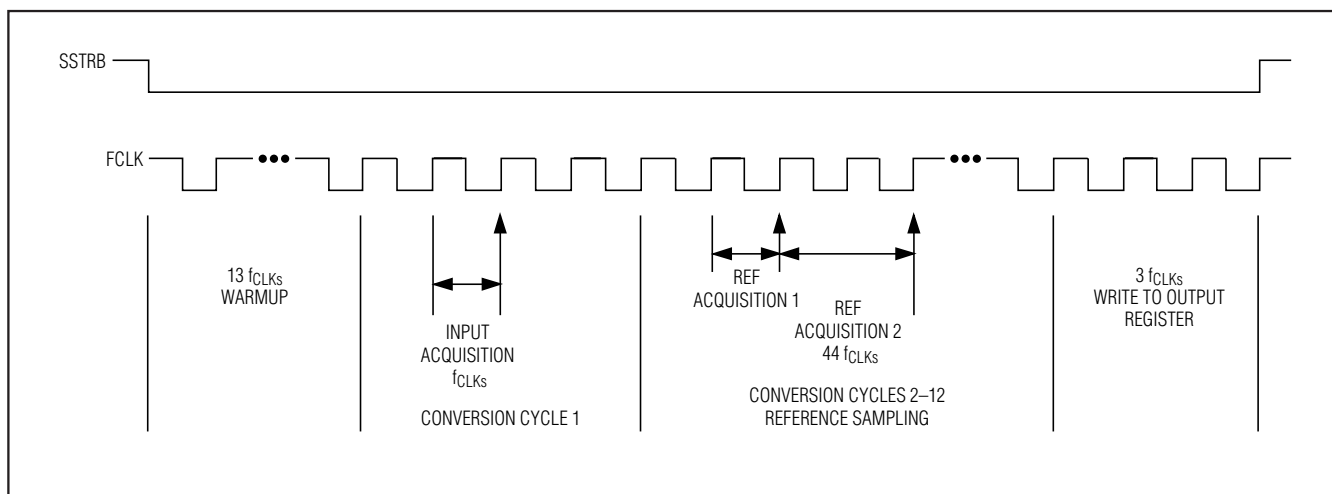 SSTRB
FCLK
13 fCLKs
WARMUP
INPUT
ACQUISITION
fCLKs
CONVERSION CYCLE 1
REF
ACQUISITION 1
REF
ACQUISITION 2
44 fCLKs
CONVERSION CYCLES 2–12
REFERENCE SAMPLING
3 fCLKs
WRITE TO OUTPUT
REGISTER